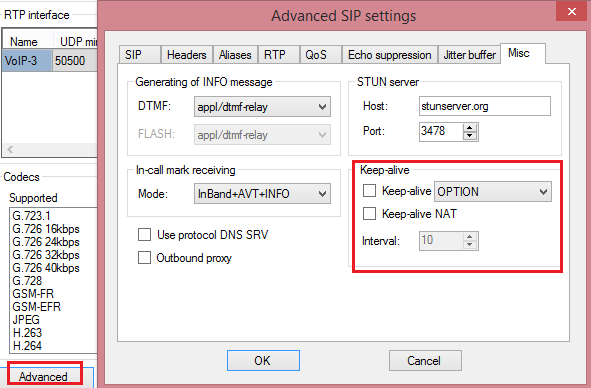 RTP interface
Name UDP min
VoIP-3 50500
Codecs
Supported
G.723.1
G.726 16kbps
G.726 24kbps
G.726 32kbps
G.726 40kbps
G.728
GSM-FR
GSM-EFR
JPEG
H.263
H.264
Advanced
Advanced SIP settings
SIP Headers Aliases RTP QoS Echo suppression Jitter buffer Misc
Generating of INFO message
DTMF: appl/dtmf-relay
FLASH: appl/dtmf-relay
In-call mark receiving
Mode: InBand+AVT+INFO
Use protocol DNS SRV
Outbound proxy
STUN server
Host: stunserver.org
Port: 3478
Keep-alive
Keep-alive OPTION
Keep-alive NAT
Interval: 10
OK Cancel